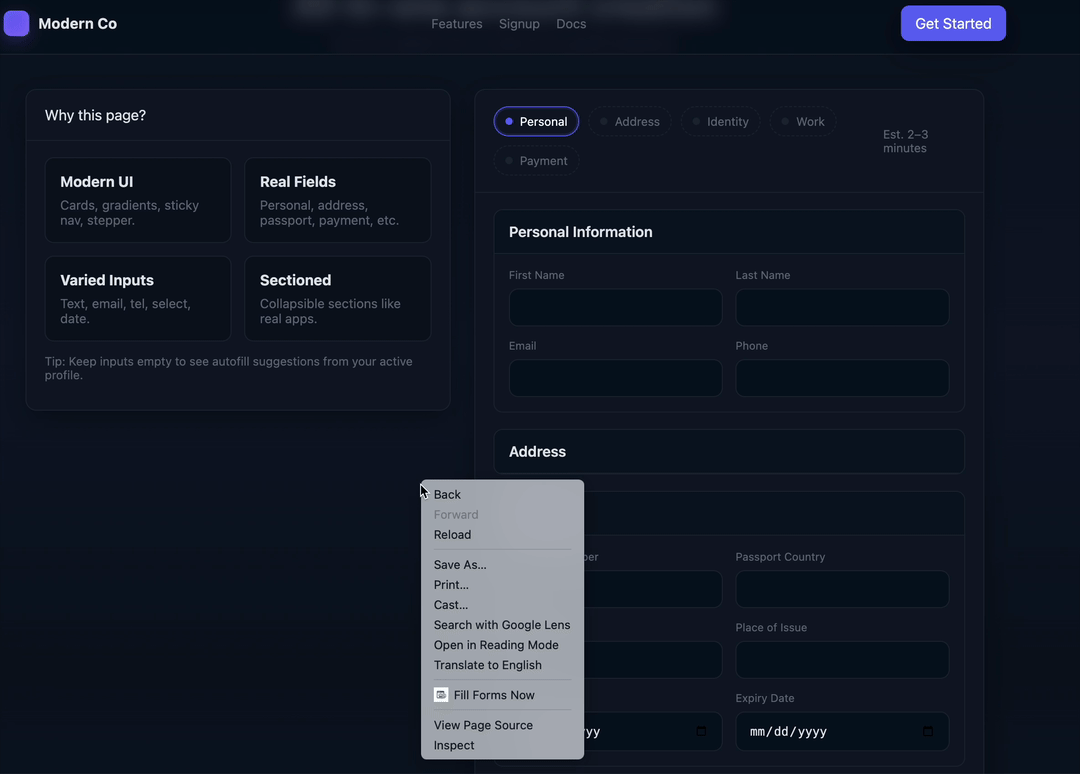 Modern Co
Features
Signup
Docs
Get Started
Why this page?
Modern UI
Cards, gradients, sticky
nav, stepper.
Real Fields
Personal, address,
passport, payment, etc.
Varied Inputs
Text, email, tel, select,
date.
Sectioned
Collapsible sections like
real apps.
Tip: Keep inputs empty to see autofill suggestions from your active
profile.
Personal
Address
Identity
Work
Payment
Est. 2–3
minutes
Personal Information
First Name
Last Name
Email
Phone
Address
Passport Country
Place of Issue
Expiry Date
mm/dd/yyyy
Back
Forward
Reload
Save As...
Print...
Cast...
Search with Google Lens
Open in Reading Mode
Translate to English
Fill Forms Now
View Page Source
Inspect